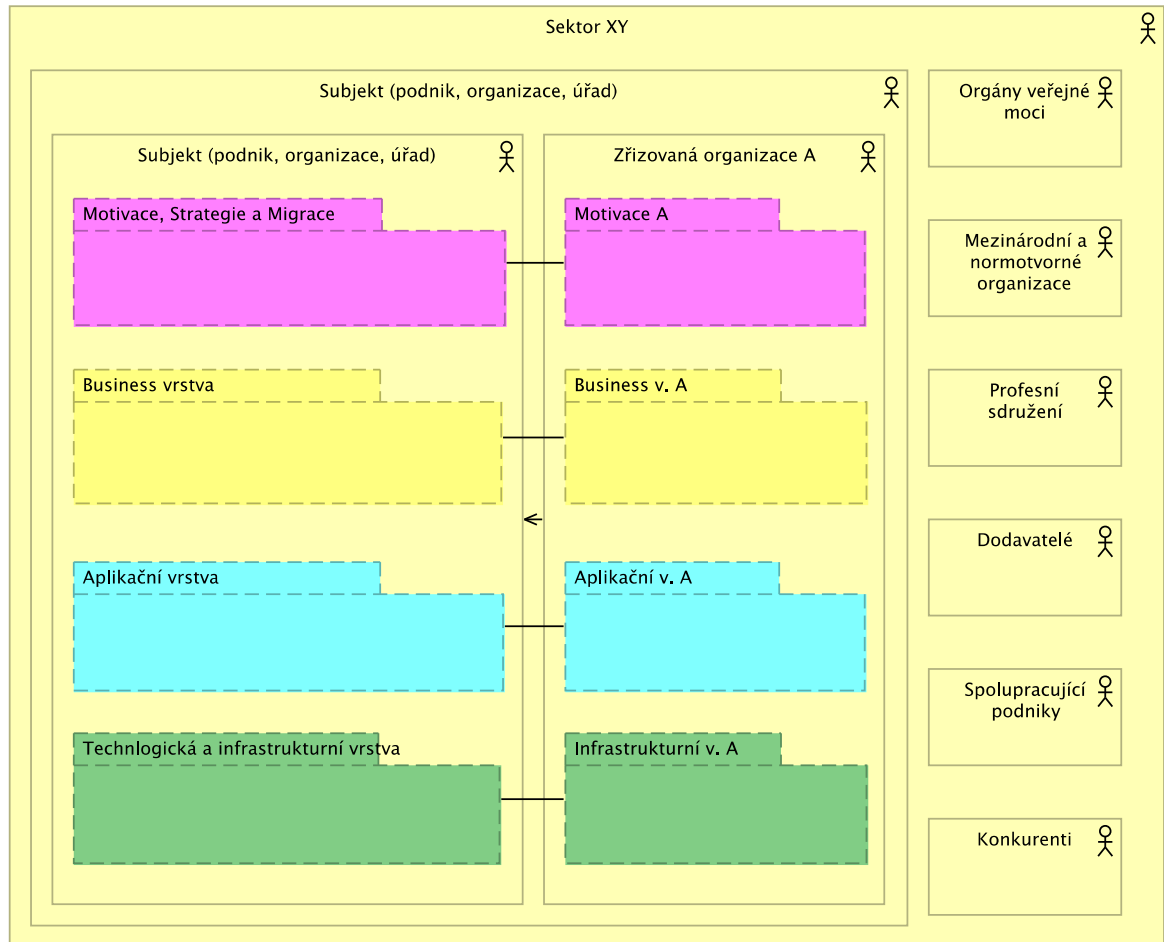 Sektor XY
Subjekt (podnik, organizace, úřad)
Subjekt (podnik, organizace, úřad)
Motivace, Strategie a Migrace
Business vrstva
Aplikační vrstva
Technlogická a infrastrukturní vrstva
Zřizovaná organizace A
Motivace A
Business v. A
Aplikační v. A
Infrastrukturní v. A
Orgány veřejné
moci
Mezinárodní a
normotvorné
organizace
Profesní
sdružení
Dodavatelé
Spolupracující
podniky
Konkurenti